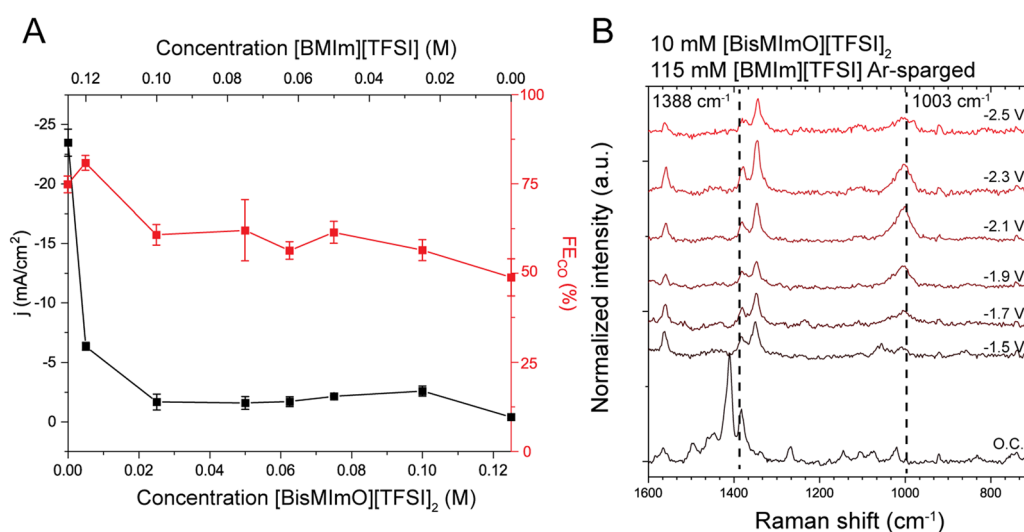 A
Concentration [BMIm][TFSI] (M)
0.12 0.10 0.08 0.06 0.04 0.02 0.00
100
75
50
25
0
FECO (%)
-25
-20
-15
-10
-5
0
j (mA/cm²)
0.00 0.02 0.04 0.06 0.08 0.10 0.12
Concentration [BisMImO][TFSI]₂ (M)
B
10 mM [BisMImO][TFSI]₂
115 mM [BMIm][TFSI] Ar-sparged
1388 cm⁻¹ 1003 cm⁻¹
-2.5 V
-2.3 V
-2.1 V
-1.9 V
-1.7 V
-1.5 V
O.C.
Normalized intensity (a.u.)
1600 1400 1200 1000 800
Raman shift (cm⁻¹)